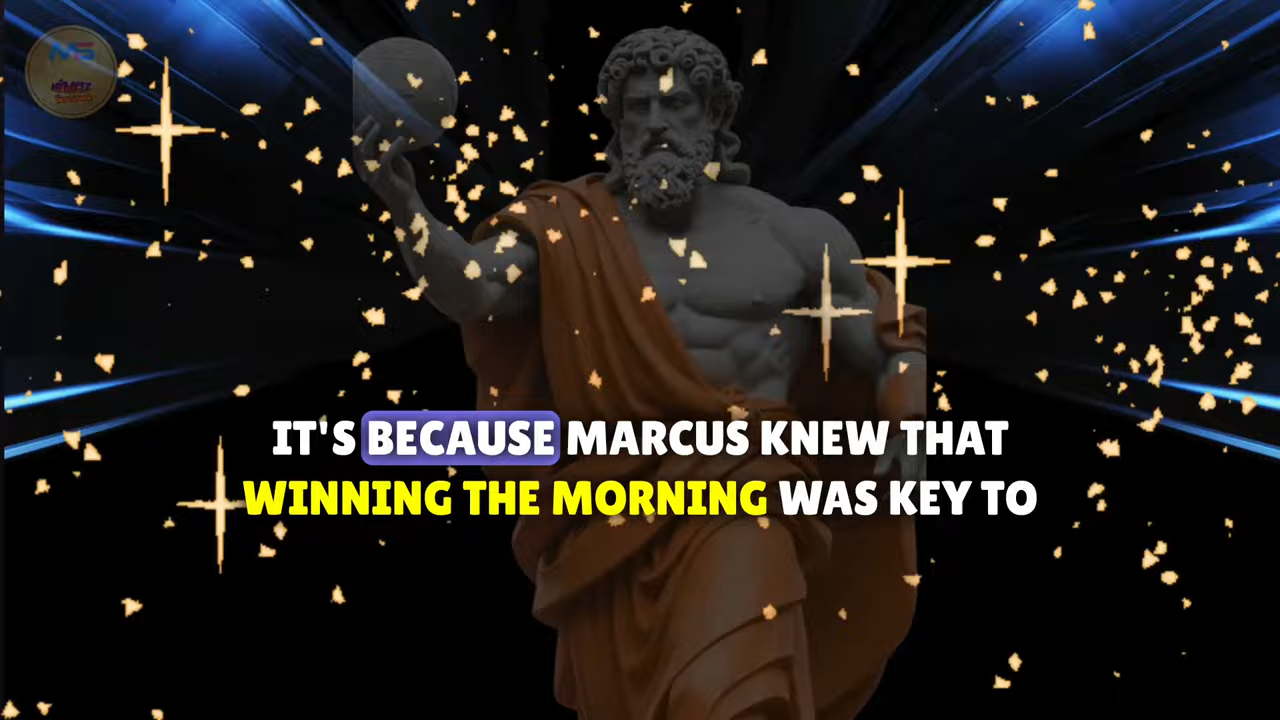 IT'S BECAUSE MARCUS KNEW THAT
WINNING THE MORNING WAS KEY TO